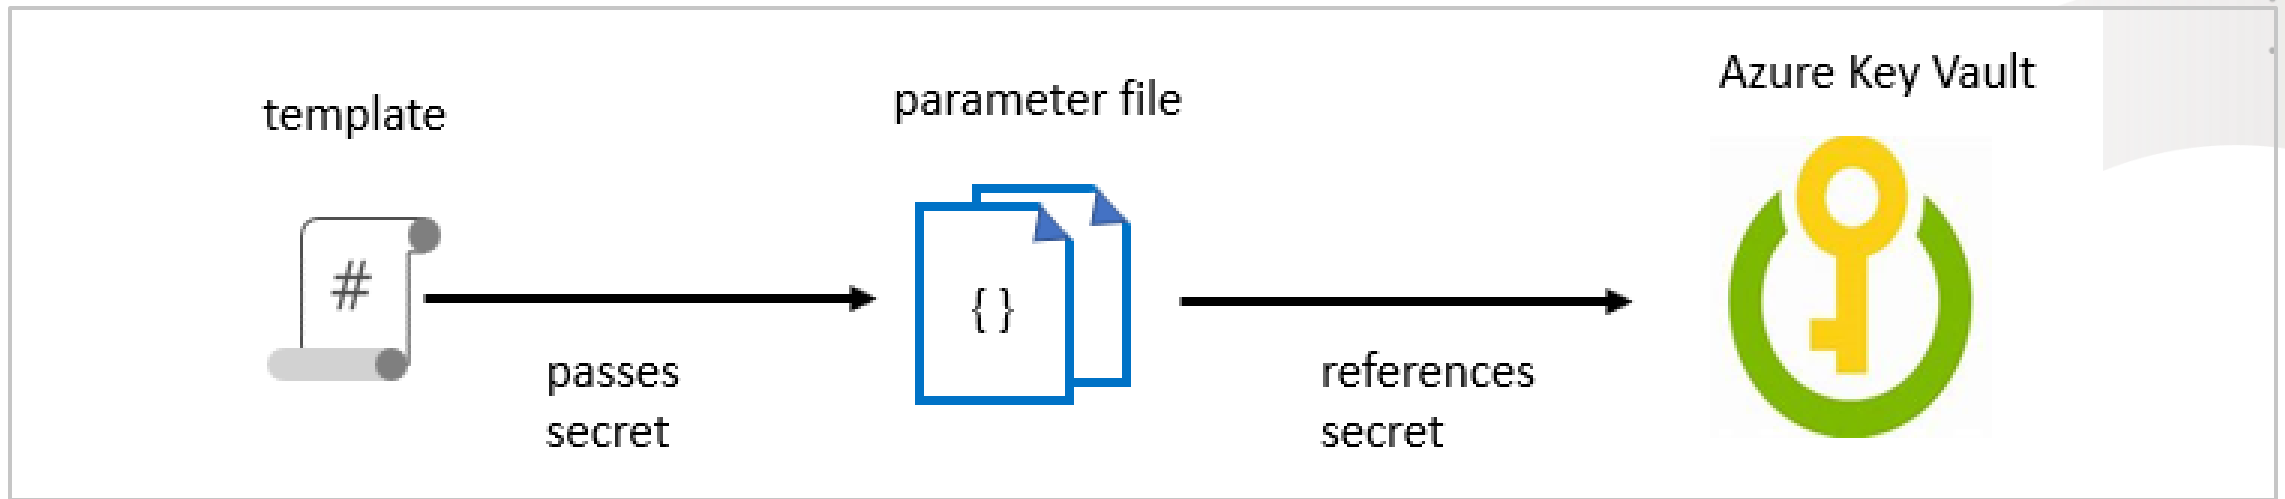 template
parameter file
Azure Key Vault
#
{ }
passes
secret
references
secret